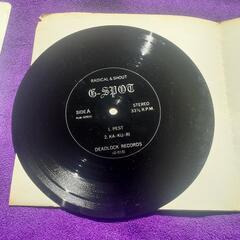 RADICAL & SHOUT
G-SPOT
SIDE A
STEREO
33⅓ R.P.M.
1. PEST
2. KA·KU·RI
DEADLOCK RECORDS